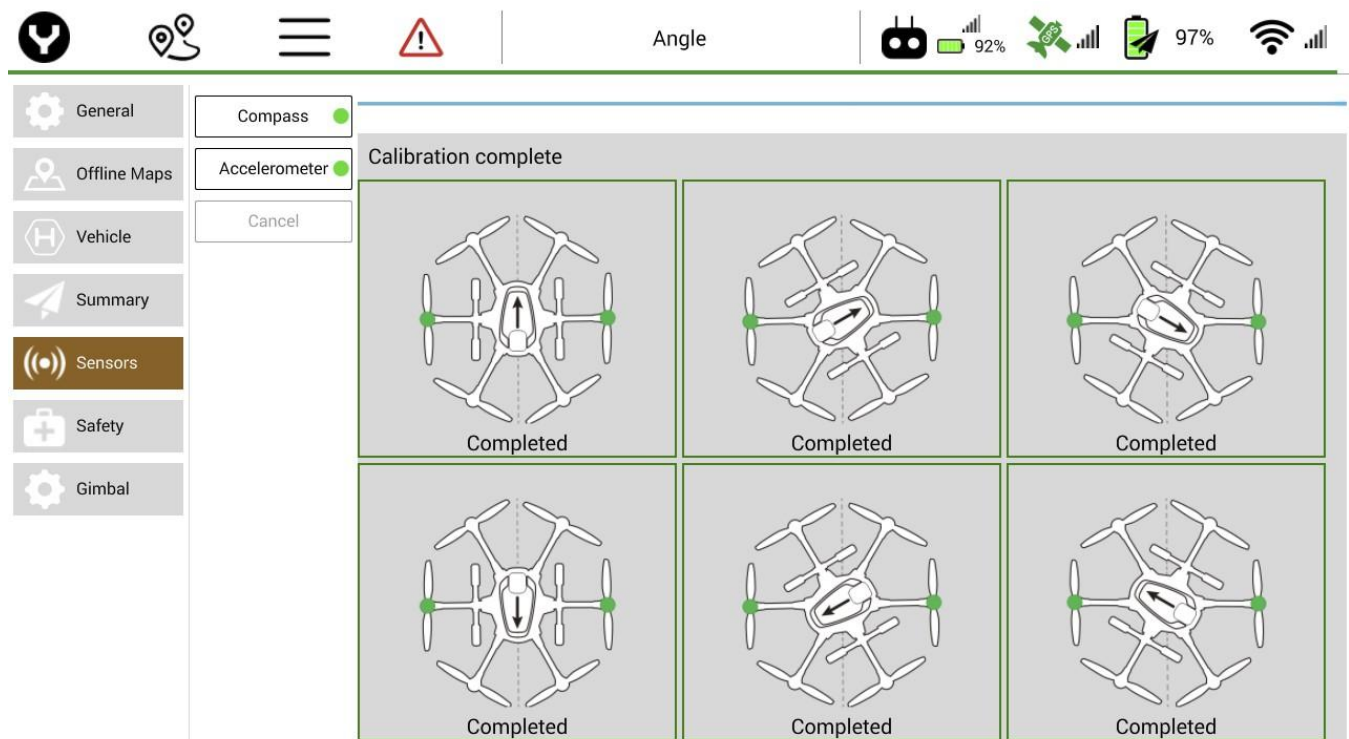 Angle
92%
GPS
97%
General
Offline Maps
Vehicle
Summary
Sensors
Safety
Gimbal
Compass
Accelerometer
Cancel
Calibration complete
Completed
Completed
Completed
Completed
Completed
Completed